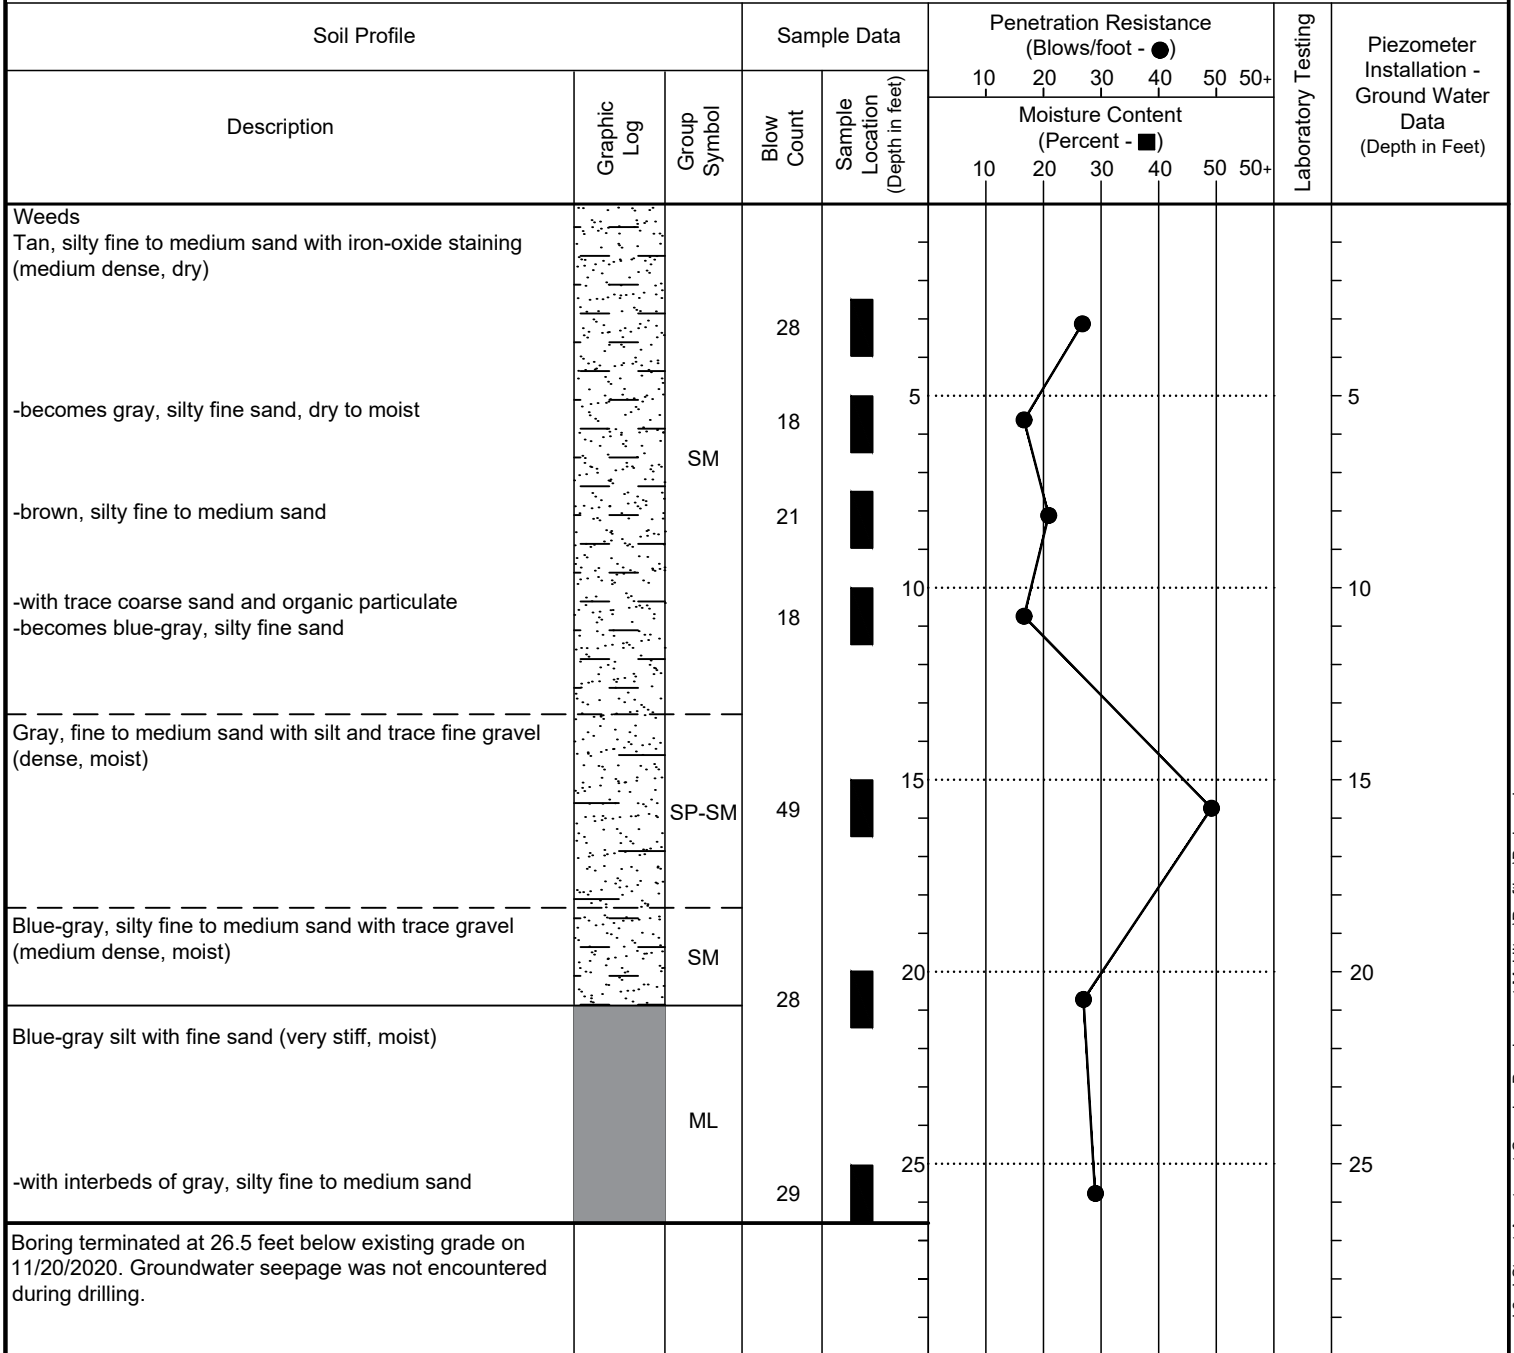 Soil Profile
Sample Data
Penetration Resistance
(Blows/foot - ●)
10 20 30 40 50 50+
Laboratory Testing
Piezometer
Installation -
Ground Water
Data
(Depth in Feet)
Description
Graphic
Log
Group
Symbol
Blow
Count
Sample
Location
(Depth in feet)
Moisture Content
(Percent - ■)
10 20 30 40 50 50+
Weeds
Tan, silty fine to medium sand with iron-oxide staining
(medium dense, dry)
28
5
5
-becomes gray, silty fine sand, dry to moist
18
SM
-brown, silty fine to medium sand
21
10
10
-with trace coarse sand and organic particulate
18
-becomes blue-gray, silty fine sand
Gray, fine to medium sand with silt and trace fine gravel
(dense, moist)
15
15
SP-SM
49
Blue-gray, silty fine to medium sand with trace gravel
(medium dense, moist)
SM
20
20
28
Blue-gray silt with fine sand (very stiff, moist)
ML
25
25
-with interbeds of gray, silty fine to medium sand
29
Boring terminated at 26.5 feet below existing grade on
11/20/2020. Groundwater seepage was not encountered
during drilling.